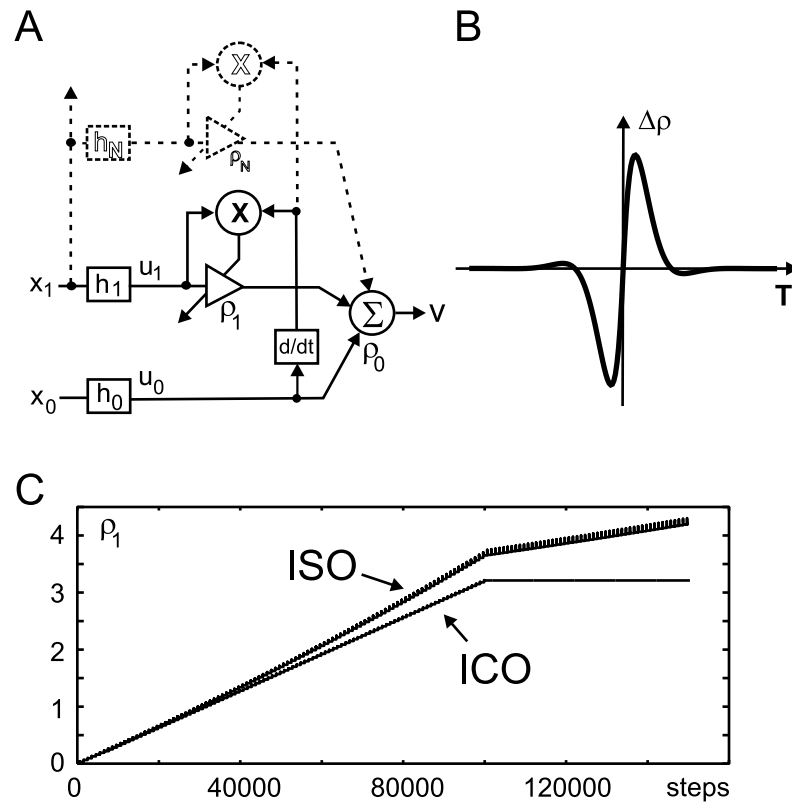 A
X
h_N
ρ_N
X
x_1
h_1
u_1
ρ_1
Σ
v
d/dt
ρ_0
x_0
h_0
u_0
B
Δρ
T
C
ρ_1
4
3
2
1
0
ISO
ICO
0
40000
80000
120000
steps